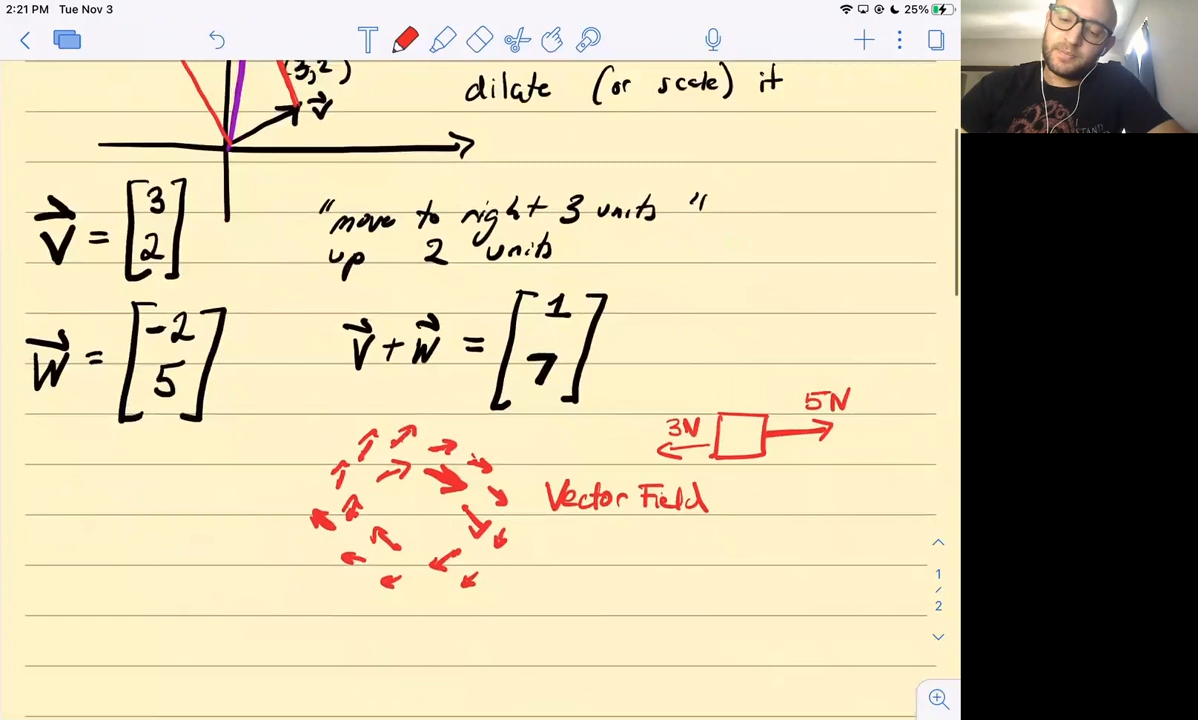 2:21 PM Tue Nov 3
25%
T
(3,2)
V
dilate (or scale) it
V = [3 2]
"move to right 3 units"
up 2 units
W = [-2 5]
V + W = [1 7]
3N
5N
Vector Field
1
/
2
STAND